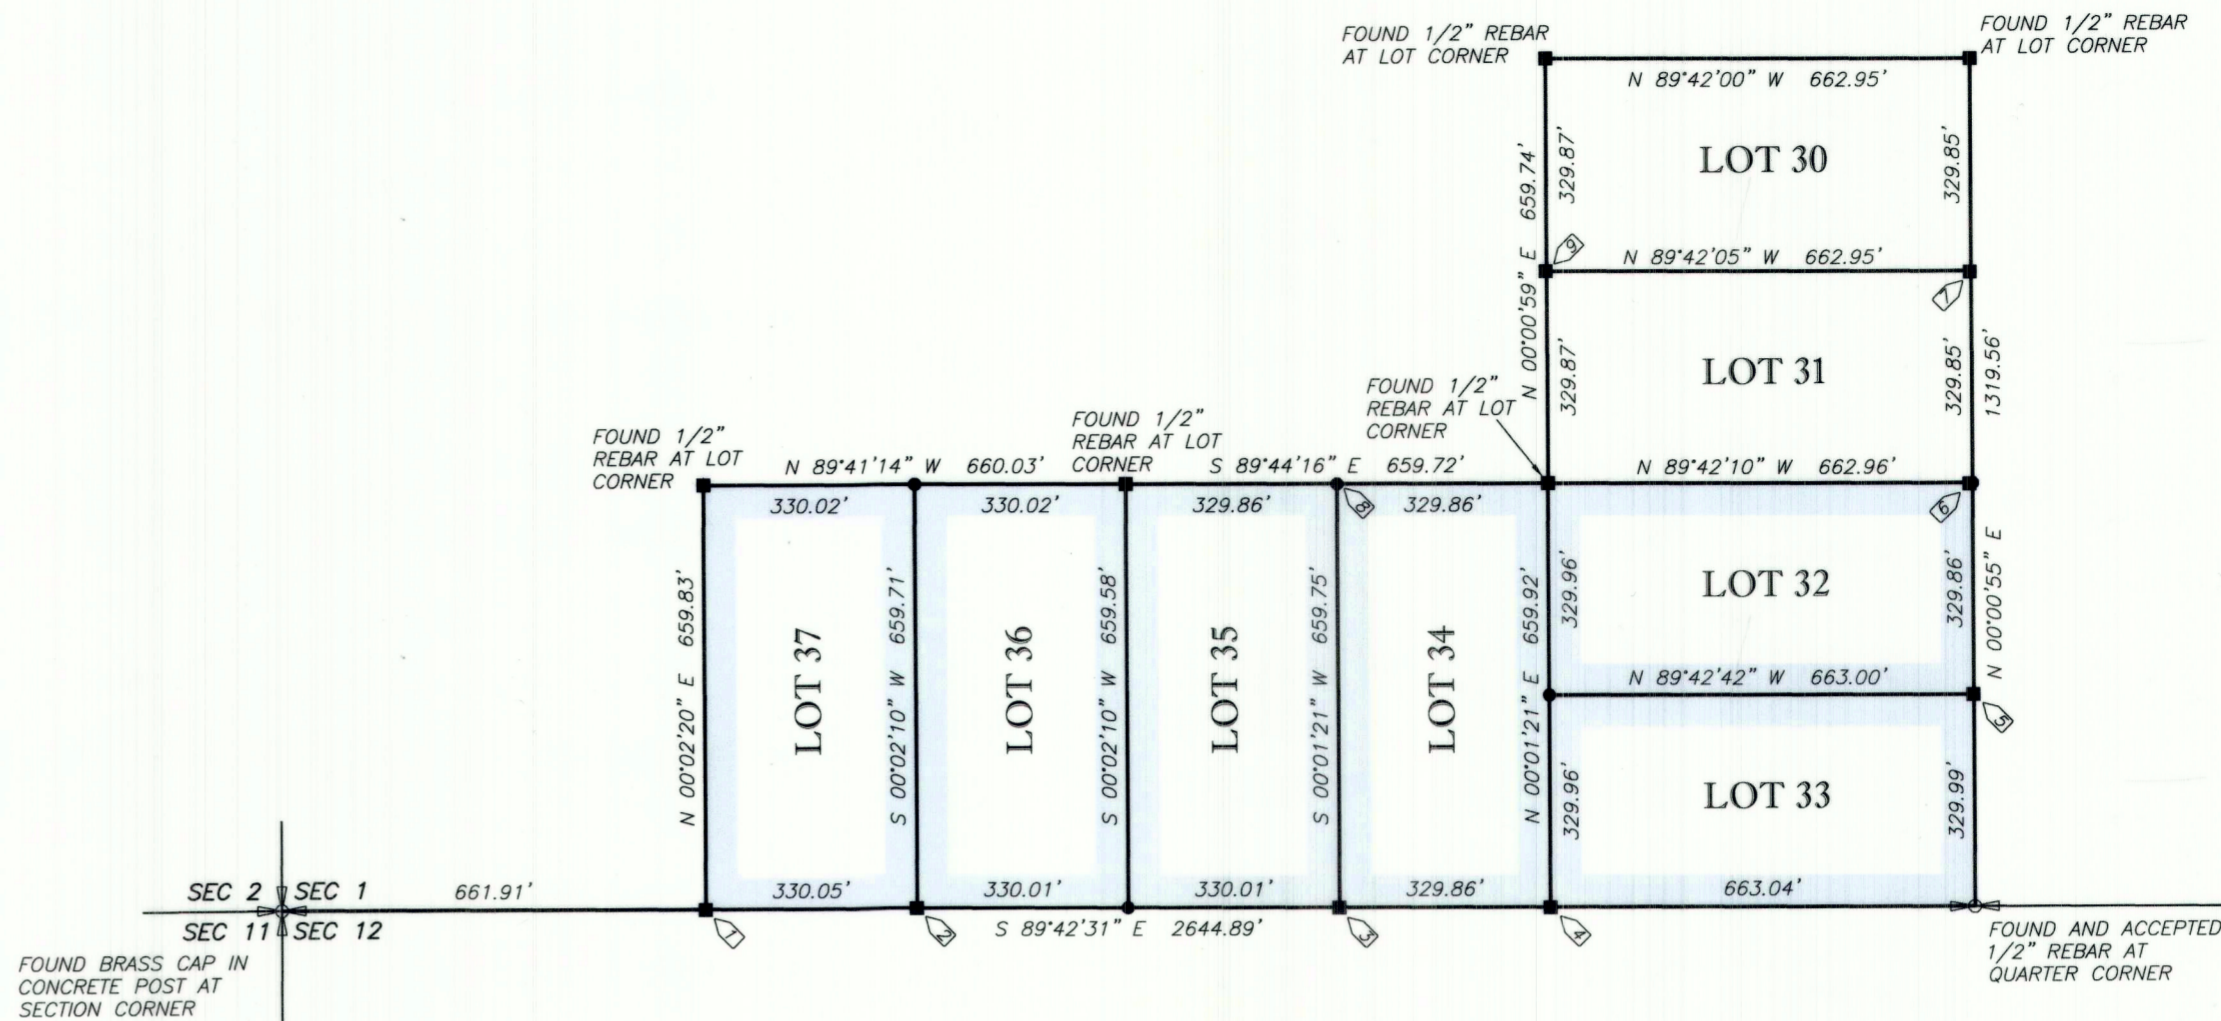 FOUND 1/2" REBAR
AT LOT CORNER
FOUND 1/2" REBAR
AT LOT CORNER
N 89°42'00" W 662.95'
LOT 30
329.87'
329.85'
N 00°00'59" E 659.74'
9
N 89°42'05" W 662.95'
7
LOT 31
329.87'
329.85'
1319.56'
N 00°00'55" E
FOUND 1/2"
REBAR AT LOT
CORNER
FOUND 1/2"
REBAR AT LOT
CORNER
FOUND 1/2"
REBAR AT LOT
CORNER
N 89°41'14" W 660.03'
S 89°44'16" E 659.72'
N 89°42'10" W 662.96'
330.02'
330.02'
329.86'
8
329.86'
6
N 00°02'20" E 659.83'
LOT 37
S 00°02'10" W 659.71'
LOT 36
S 00°02'10" W 659.58'
LOT 35
S 00°01'21" W 659.75'
LOT 34
N 00°01'21" E 659.92'
329.96'
LOT 32
329.86'
N 89°42'42" W 663.00'
5
329.96'
LOT 33
329.99'
SEC 2
SEC 1
661.91'
330.05'
330.01'
330.01'
329.86'
663.04'
SEC 11
SEC 12
1
2
S 89°42'31" E 2644.89'
3
4
FOUND BRASS CAP IN
CONCRETE POST AT
SECTION CORNER
FOUND AND ACCEPTED
1/2" REBAR AT
QUARTER CORNER